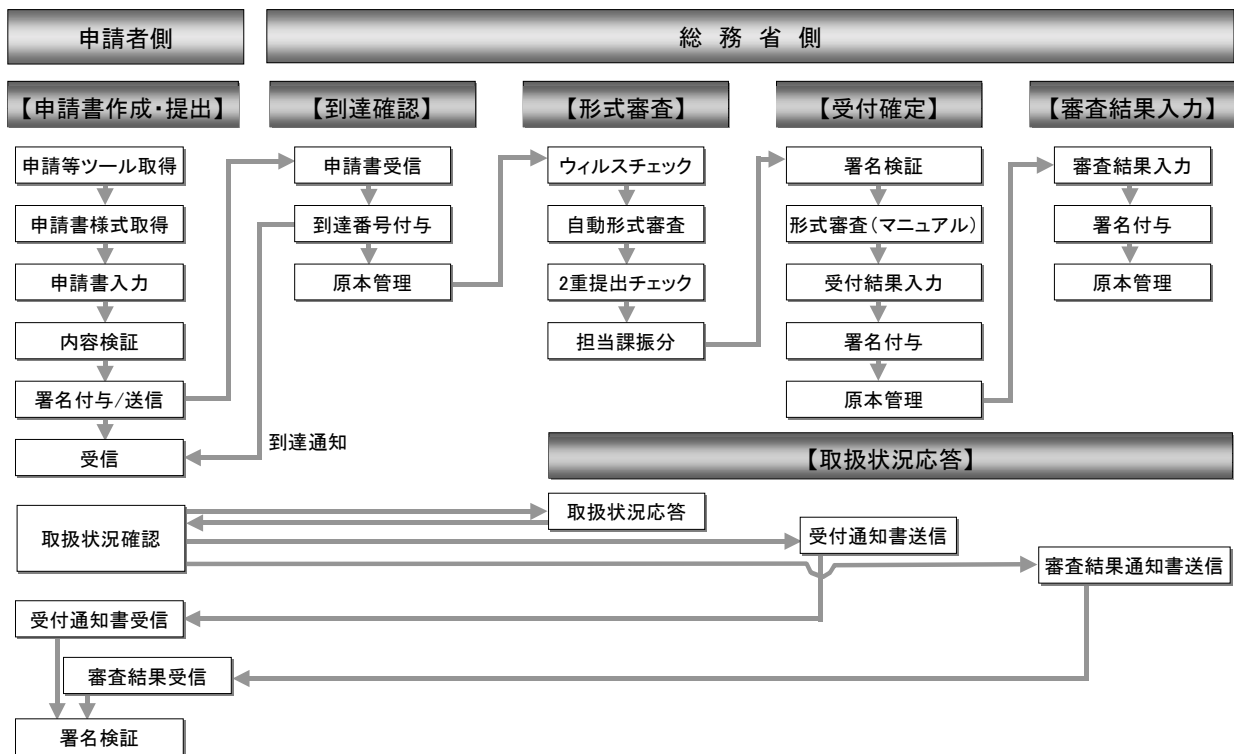 申請者側
総務省側
【申請書作成・提出】
申請等ツール取得
申請書様式取得
申請書入力
内容検証
署名付与/送信
受信
【到達確認】
申請書受信
到達番号付与
原本管理
到達通知
【形式審査】
ウィルスチェック
自動形式審査
2重提出チェック
担当課振分
【受付確定】
署名検証
形式審査(マニュアル)
受付結果入力
署名付与
原本管理
【審査結果入力】
審査結果入力
署名付与
原本管理
【取扱状況応答】
取扱状況確認
取扱状況応答
受付通知書送信
審査結果通知書送信
受付通知書受信
審査結果受信
署名検証